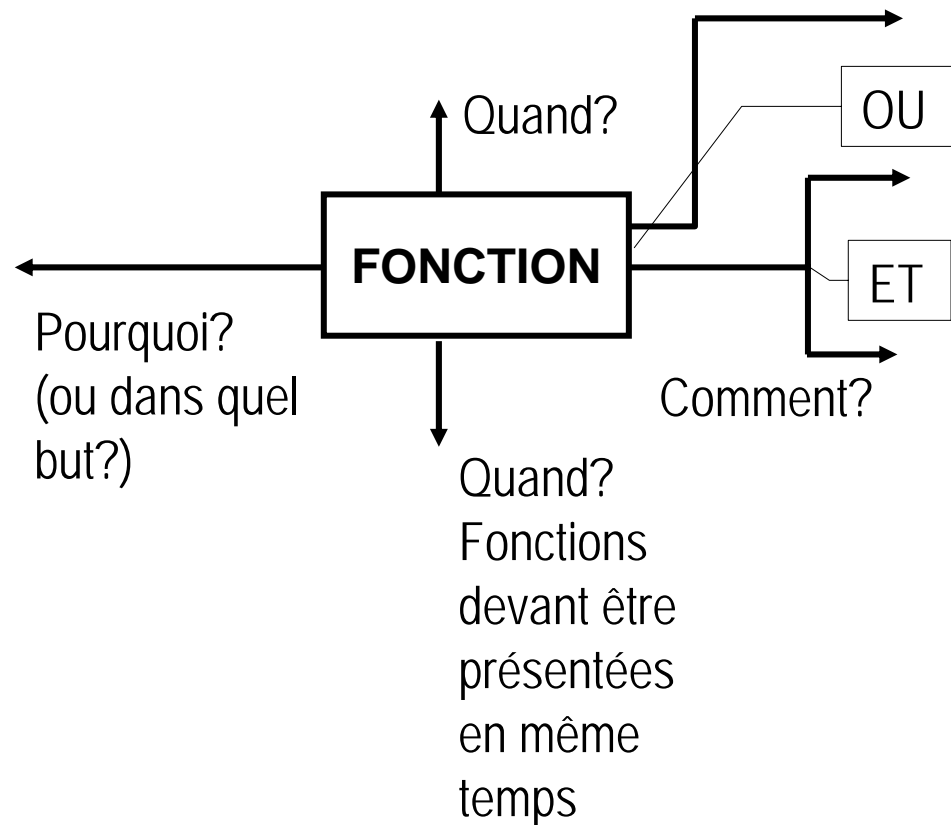 Quand?
OU
FONCTION
ET
Pourquoi?
(ou dans quel
but?)
Comment?
Quand?
Fonctions
devant être
présentées
en même
temps